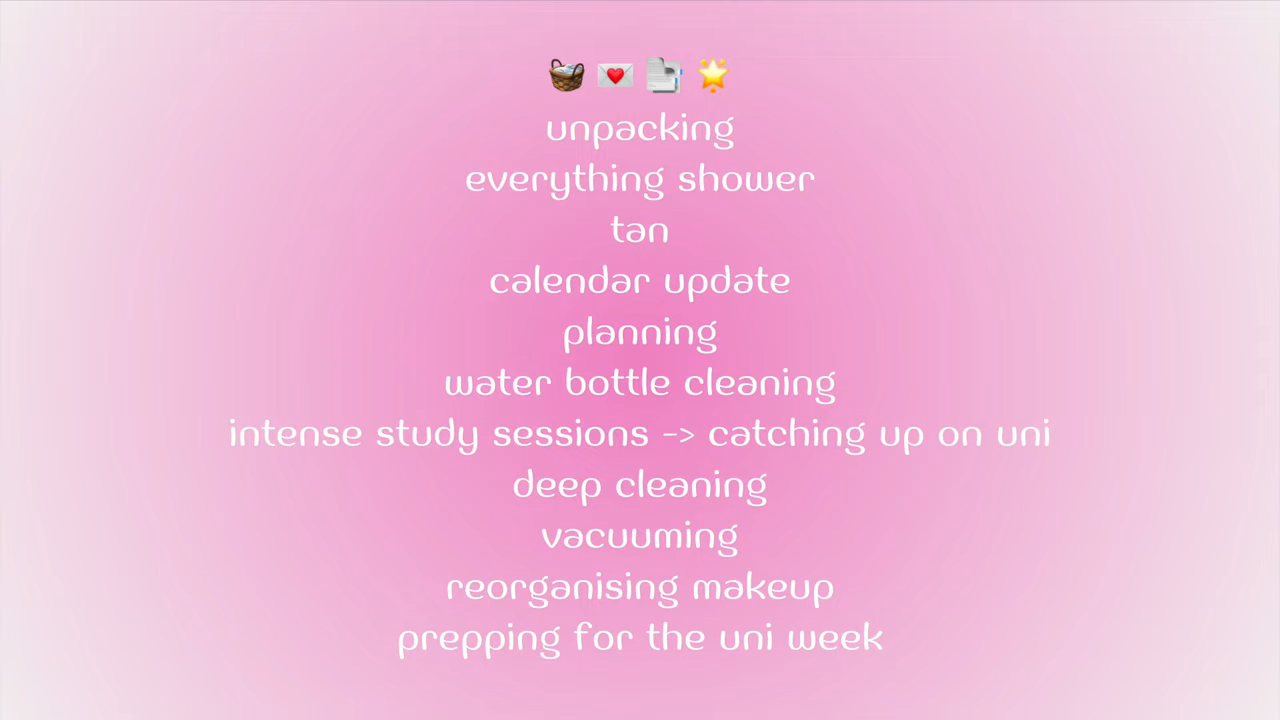 🧺 💌 📑 🌟
unpacking
everything shower
tan
calendar update
planning
water bottle cleaning
intense study sessions -> catching up on uni
deep cleaning
vacuuming
reorganising makeup
prepping for the uni week